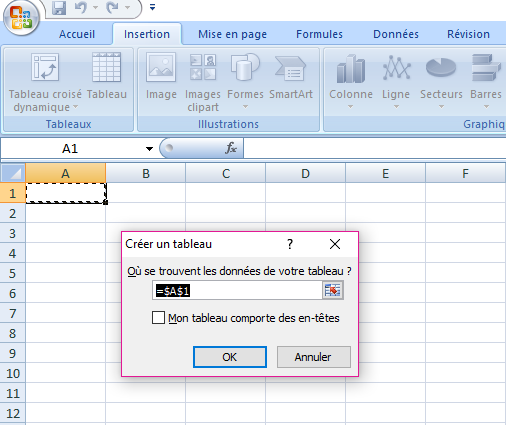 Accueil Insertion Mise en page Formules Données Révision
Tableau croisé dynamique Tableau Image Images clipart Formes SmartArt Colonne Ligne Secteurs Barres
Tableaux Illustrations Graphiq
A1 fx
A B C D E F
1
2
3
4
5
6
7
8
9
10
11
12
Créer un tableau ?
Où se trouvent les données de votre tableau ?
=$A$1
Mon tableau comporte des en-têtes
OK Annuler